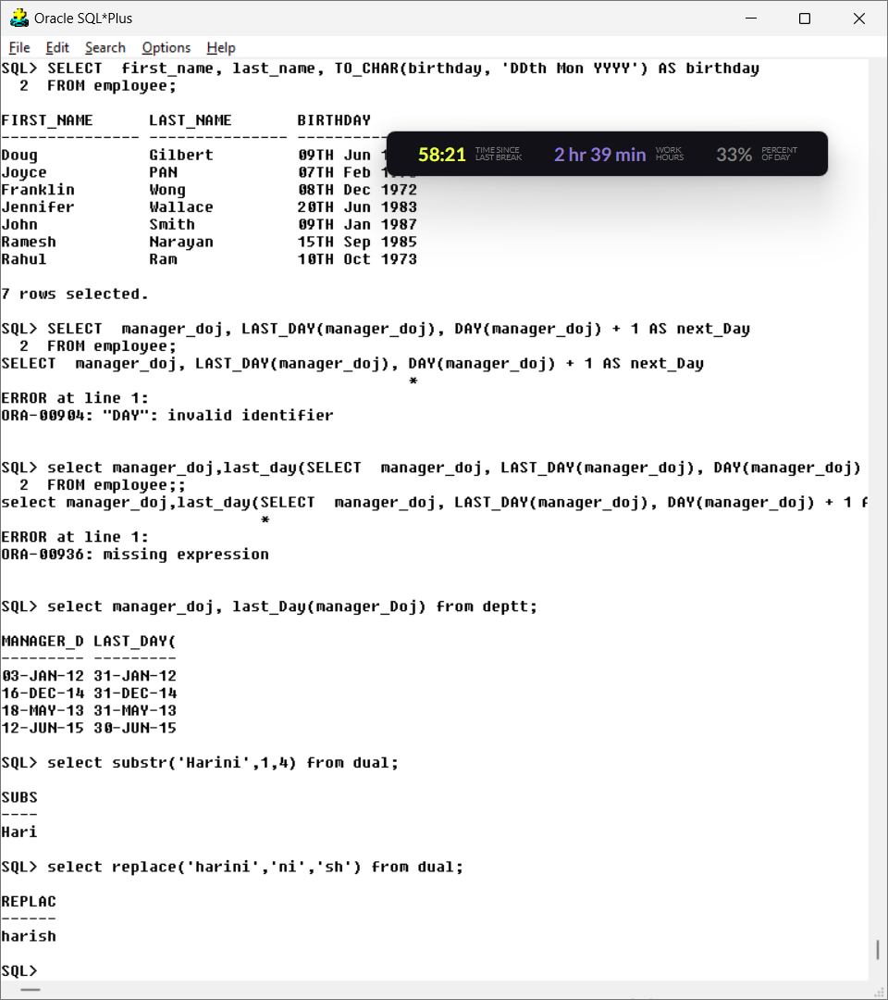 Oracle SQL*Plus
File Edit Search Options Help
SQL> SELECT  first_name, last_name, TO_CHAR(birthday, 'DDth Mon YYYY') AS birthday
  2  FROM employee;
FIRST_NAME      LAST_NAME       BIRTHDAY
--------------- --------------- ----------
Doug            Gilbert         09TH Jun
58:21 TIME SINCE LAST BREAK 2 hr 39 min WORK HOURS 33% PERCENT OF DAY
Joyce           PAN             07TH Feb
Franklin        Wong            08TH Dec 1972
Jennifer        Wallace         20TH Jun 1983
John            Smith           09TH Jan 1987
Ramesh          Narayan         15TH Sep 1985
Rahul           Ram             10TH Oct 1973
7 rows selected.
SQL> SELECT  manager_doj, LAST_DAY(manager_doj), DAY(manager_doj) + 1 AS next_Day
  2  FROM employee;
SELECT  manager_doj, LAST_DAY(manager_doj), DAY(manager_doj) + 1 AS next_Day
                                            *
ERROR at line 1:
ORA-00904: "DAY": invalid identifier
SQL> select manager_doj,last_day(SELECT  manager_doj, LAST_DAY(manager_doj), DAY(manager_doj)
  2  FROM employee;;
select manager_doj,last_day(SELECT  manager_doj, LAST_DAY(manager_doj), DAY(manager_doj) + 1
                            *
ERROR at line 1:
ORA-00936: missing expression
SQL> select manager_doj, last_Day(manager_Doj) from deptt;
MANAGER_D LAST_DAY(
--------- ---------
03-JAN-12 31-JAN-12
16-DEC-14 31-DEC-14
18-MAY-13 31-MAY-13
12-JUN-15 30-JUN-15
SQL> select substr('Harini',1,4) from dual;
SUBS
----
Hari
SQL> select replace('harini','ni','sh') from dual;
REPLAC
------
harish
SQL>